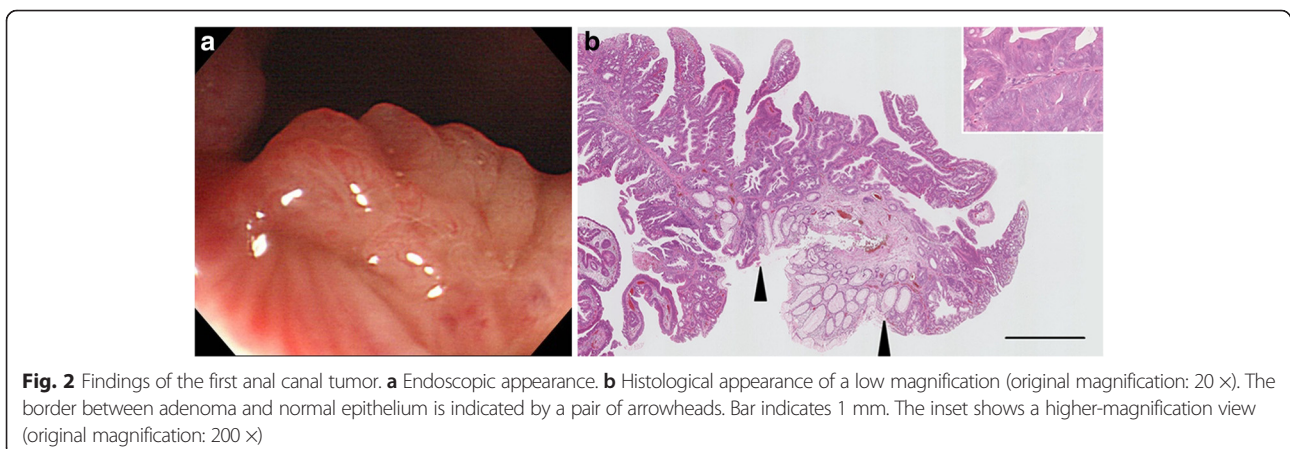 a
b
Fig. 2 Findings of the first anal canal tumor. a Endoscopic appearance. b Histological appearance of a low magnification (original magnification: 20 ×). The
border between adenoma and normal epithelium is indicated by a pair of arrowheads. Bar indicates 1 mm. The inset shows a higher-magnification view
(original magnification: 200 ×)